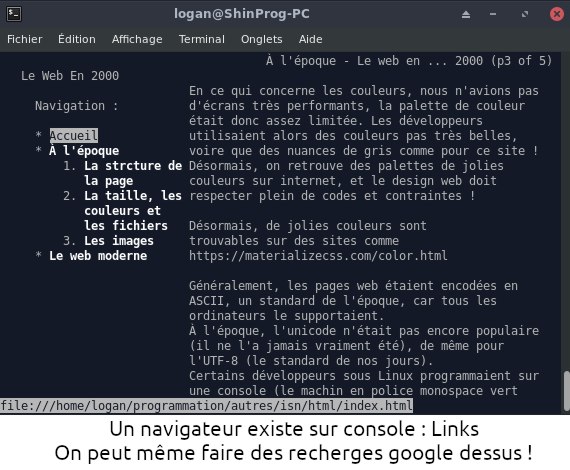 logan@ShinProg-PC
Fichier Édition Affichage Terminal Onglets Aide
À l'époque - Le web en ... 2000 (p3 of 5)
Le Web En 2000
Navigation :
* Accueil
* À l'époque
1. La strcture de
la page
2. La taille, les
couleurs et
les fichiers
3. Les images
* Le web moderne
En ce qui concerne les couleurs, nous n'avions pas
d'écrans très performants, la palette de couleur
était donc assez limitée. Les développeurs
utilisaient alors des couleurs pas très belles,
voire que des nuances de gris comme pour ce site !
Désormais, on retrouve des palettes de jolies
couleurs sur internet, et le design web doit
respecter plein de codes et contraintes !
Désormais, de jolies couleurs sont
trouvables sur des sites comme
https://materializecss.com/color.html
Généralement, les pages web étaient encodées en
ASCII, un standard de l'époque, car tous les
ordinateurs le supportaient.
À l'époque, l'unicode n'était pas encore populaire
(il ne l'a jamais vraiment été), de même pour
l'UTF-8 (le standard de nos jours).
Certains développeurs sous Linux programmaient sur
une console (le machin en police monospace vert
file:///home/logan/programmation/autres/isn/html/index.html
Un navigateur existe sur console : Links
On peut même faire des recherges google dessus !